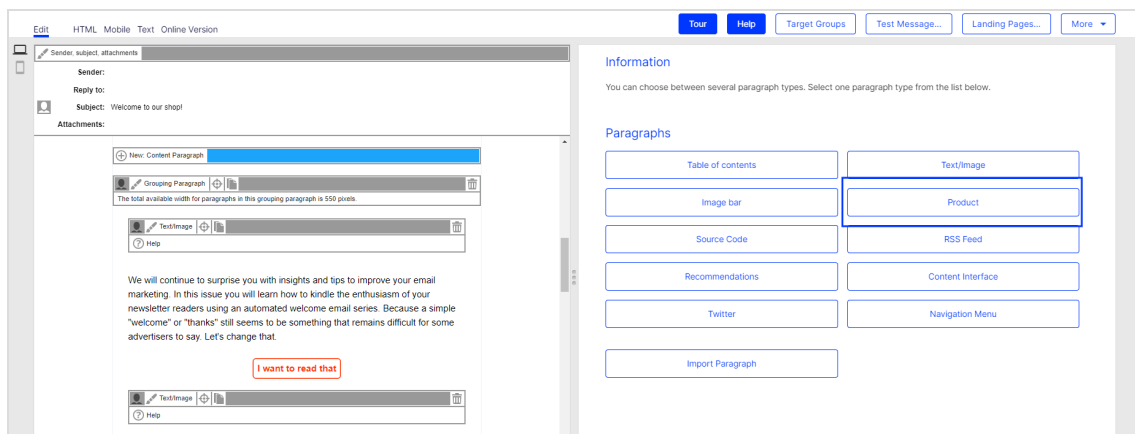 Edit HTML Mobile Text Online Version
Tour Help Target Groups Test Message... Landing Pages... More
Sender, subject, attachments
Sender:
Reply to:
Subject: Welcome to our shop!
Attachments:
New: Content Paragraph
Grouping Paragraph
The total available width for paragraphs in this grouping paragraph is 550 pixels.
Text/Image
Help
We will continue to surprise you with insights and tips to improve your email
marketing. In this issue you will learn how to kindle the enthusiasm of your
newsletter readers using an automated welcome email series. Because a simple
"welcome" or "thanks" still seems to be something that remains difficult for some
advertisers to say. Let's change that.
I want to read that
Text/Image
Help
Information
You can choose between several paragraph types. Select one paragraph type from the list below.
Paragraphs
Table of contents Text/Image
Image bar Product
Source Code RSS Feed
Recommendations Content Interface
Twitter Navigation Menu
Import Paragraph